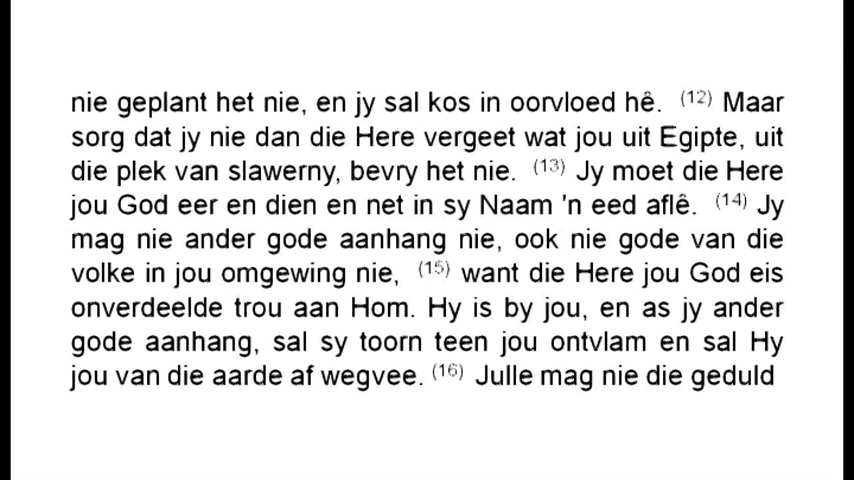 nie geplant het nie, en jy sal kos in oorvloed hê. (12) Maar
sorg dat jy nie dan die Here vergeet wat jou uit Egipte, uit
die plek van slawerny, bevry het nie. (13) Jy moet die Here
jou God eer en dien en net in sy Naam 'n eed aflê. (14) Jy
mag nie ander gode aanhang nie, ook nie gode van die
volke in jou omgewing nie, (15) want die Here jou God eis
onverdeelde trou aan Hom. Hy is by jou, en as jy ander
gode aanhang, sal sy toorn teen jou ontvlam en sal Hy
jou van die aarde af wegvee. (16) Julle mag nie die geduld